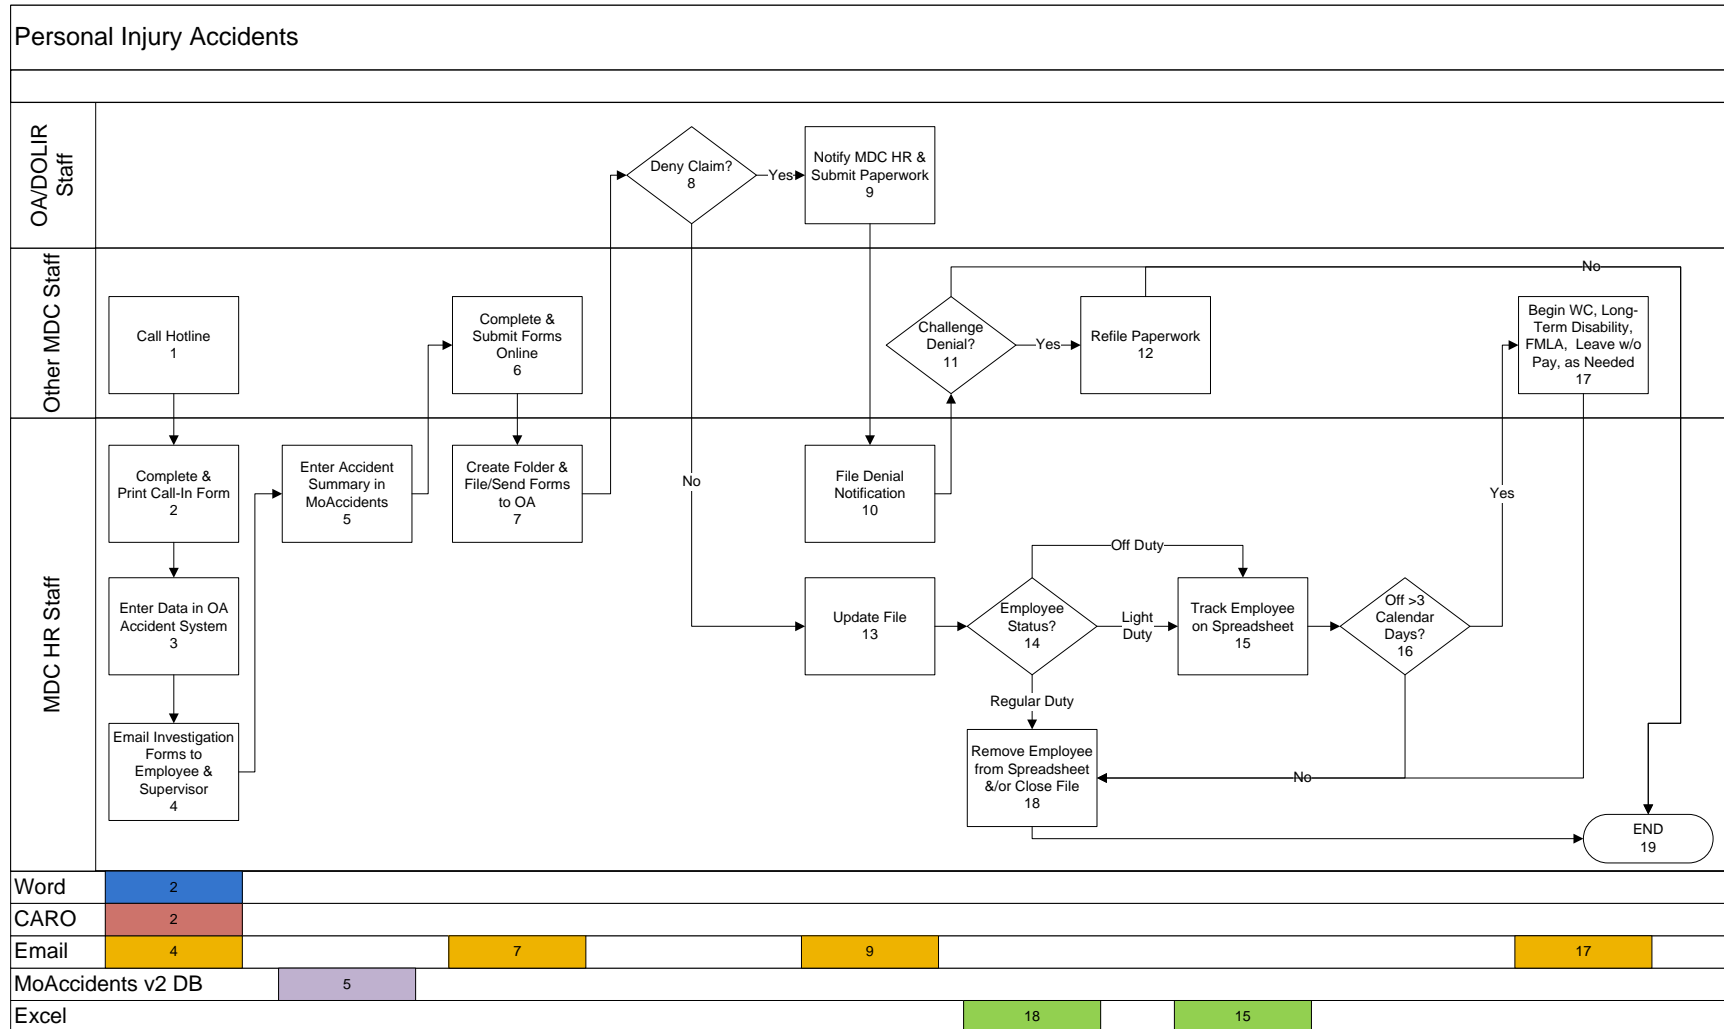 Personal Injury Accidents
OA/DOLIR
Staff
Deny Claim?
8
Yes
Notify MDC HR &
Submit Paperwork
9
Other MDC Staff
Call Hotline
1
Complete &
Submit Forms
Online
6
Challenge
Denial?
11
Yes
Refile Paperwork
12
No
Begin WC, Long-
Term Disability,
FMLA, Leave w/o
Pay, as Needed
17
MDC HR Staff
Complete &
Print Call-In Form
2
Enter Accident
Summary in
MoAccidents
5
Create Folder &
File/Send Forms
to OA
7
No
File Denial
Notification
10
Yes
Off Duty
Enter Data in OA
Accident System
3
Update File
13
Employee
Status?
14
Light
Duty
Track Employee
on Spreadsheet
15
Off >3
Calendar
Days?
16
Regular Duty
Email Investigation
Forms to
Employee &
Supervisor
4
Remove Employee
from Spreadsheet
&/or Close File
18
No
END
19
Word
2
CARO
2
Email
4
7
9
17
MoAccidents v2 DB
5
Excel
18
15